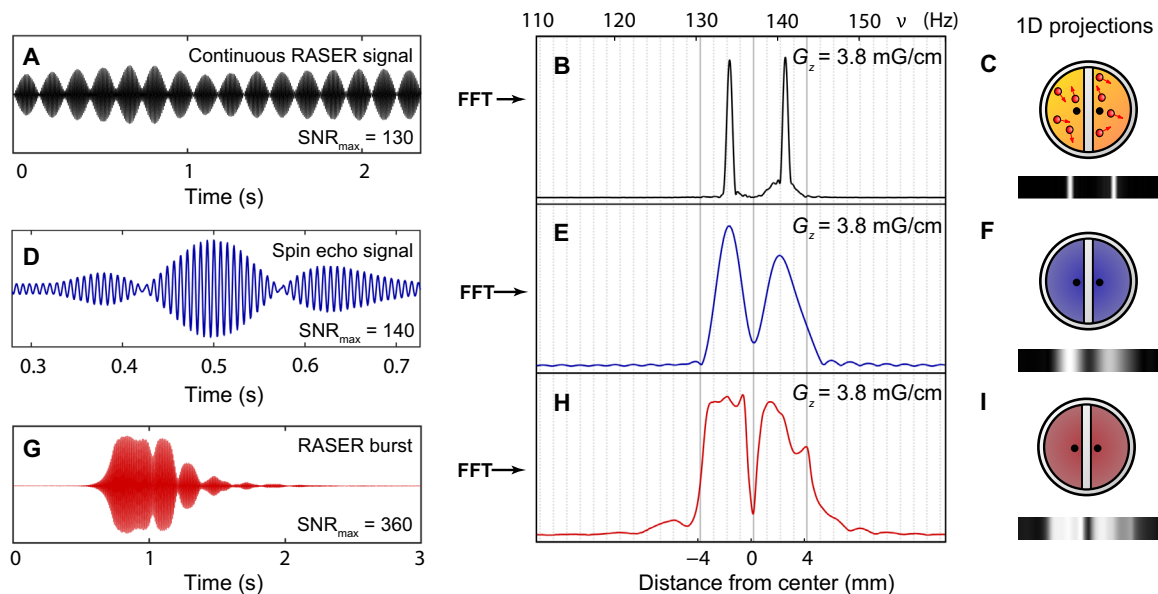 110 120 130 140 150 ν (Hz)
1D projections
A Continuous RASER signal
SNRmax = 130
0 1 2
Time (s)
FFT
B Gz = 3.8 mG/cm
C
D Spin echo signal
SNRmax = 140
0.3 0.4 0.5 0.6 0.7
Time (s)
FFT
E Gz = 3.8 mG/cm
F
G RASER burst
SNRmax = 360
0 1 2 3
Time (s)
FFT
H Gz = 3.8 mG/cm
−4 0 4
Distance from center (mm)
I